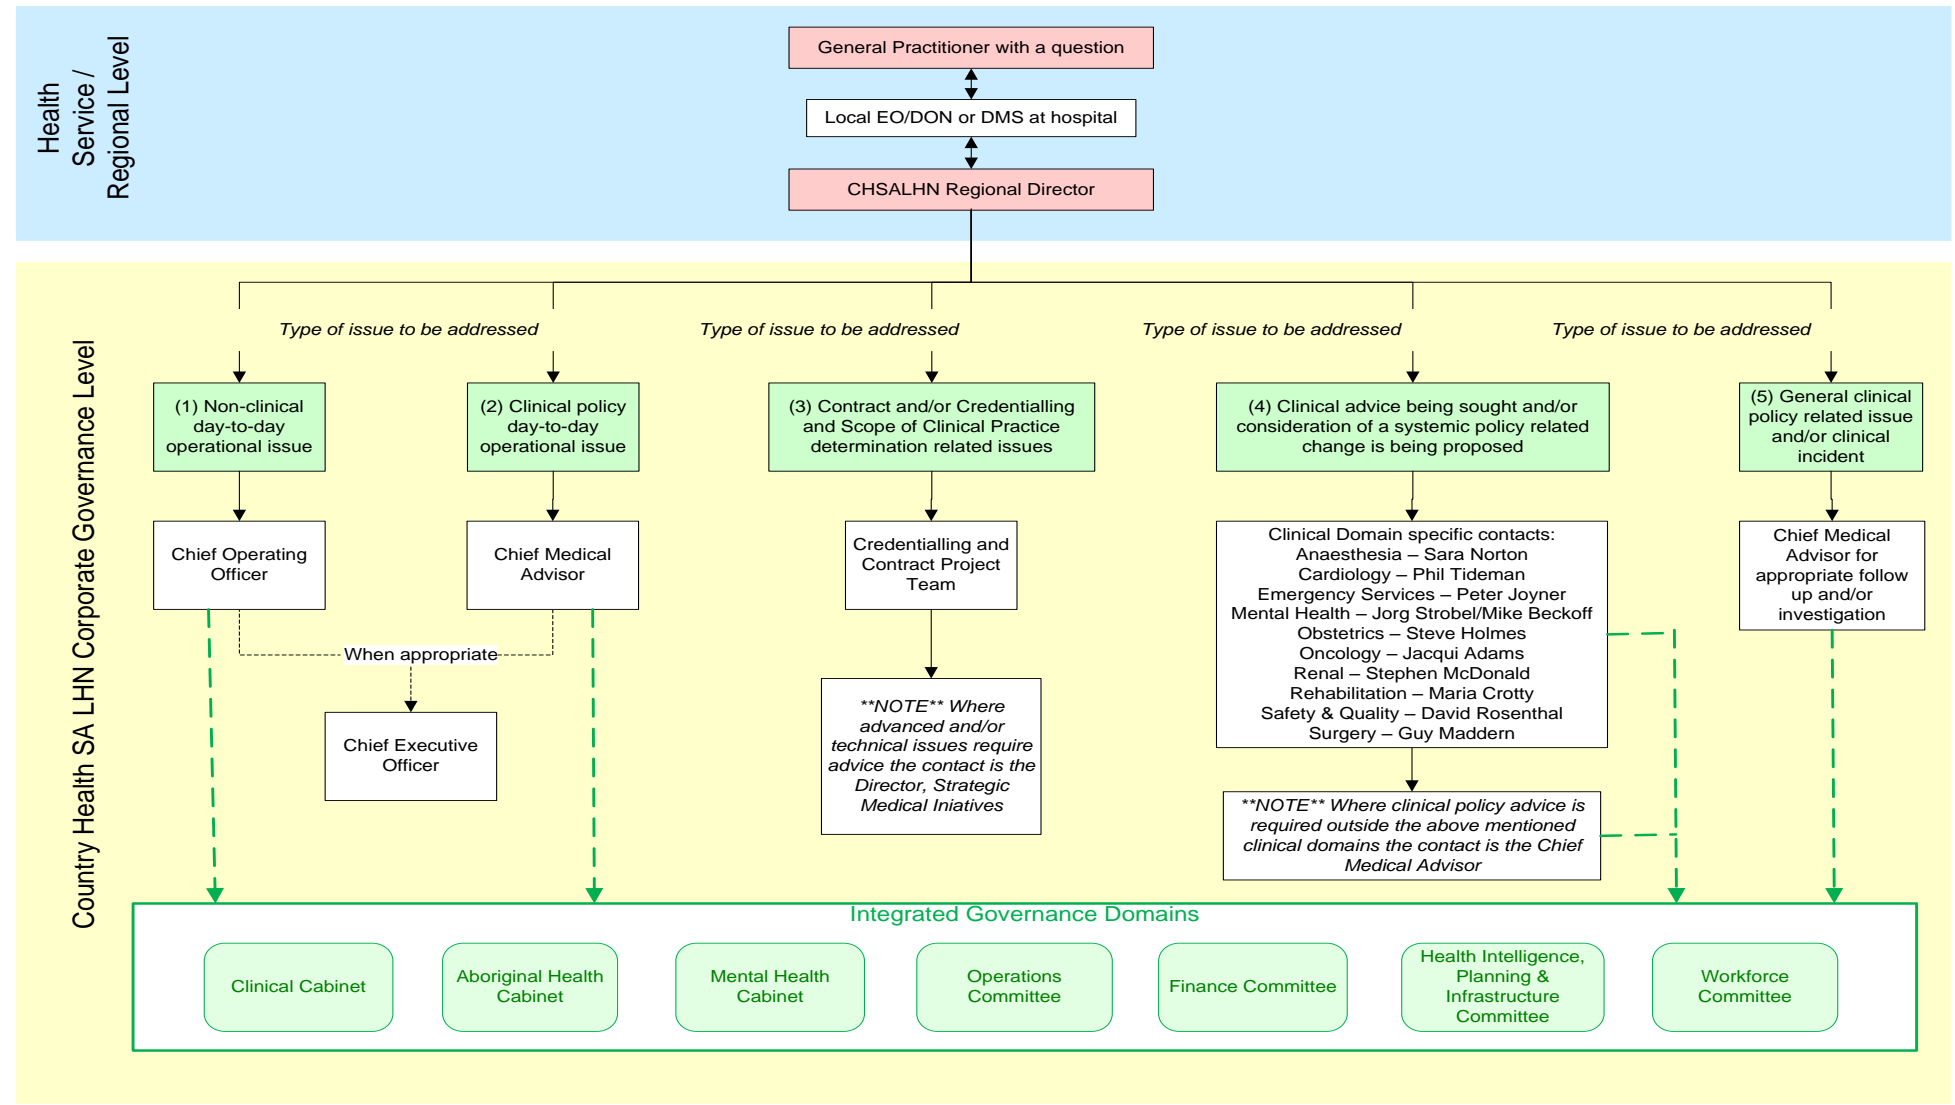 Health
Service /
Regional Level
General Practitioner with a question
Local EO/DON or DMS at hospital
CHSALHN Regional Director
Country Health SA LHN Corporate Governance Level
Type of issue to be addressed
Type of issue to be addressed
Type of issue to be addressed
Type of issue to be addressed
(1) Non-clinical
day-to-day
operational issue
(2) Clinical policy
day-to-day
operational issue
(3) Contract and/or Credentialling
and Scope of Clinical Practice
determination related issues
(4) Clinical advice being sought and/or
consideration of a systemic policy related
change is being proposed
(5) General clinical
policy related issue
and/or clinical
incident
Chief Operating
Officer
Chief Medical
Advisor
Credentialling and
Contract Project
Team
Clinical Domain specific contacts:
Anaesthesia – Sara Norton
Cardiology – Phil Tideman
Emergency Services – Peter Joyner
Mental Health – Jorg Strobel/Mike Beckoff
Obstetrics – Steve Holmes
Oncology – Jacqui Adams
Renal – Stephen McDonald
Rehabilitation – Maria Crotty
Safety & Quality – David Rosenthal
Surgery – Guy Maddern
Chief Medical
Advisor for
appropriate follow
up and/or
investigation
When appropriate
Chief Executive
Officer
**NOTE** Where
advanced and/or
technical issues require
advice the contact is the
Director, Strategic
Medical Iniatives
**NOTE** Where clinical policy advice is
required outside the above mentioned
clinical domains the contact is the Chief
Medical Advisor
Integrated Governance Domains
Clinical Cabinet
Aboriginal Health
Cabinet
Mental Health
Cabinet
Operations
Committee
Finance Committee
Health Intelligence,
Planning &
Infrastructure
Committee
Workforce
Committee